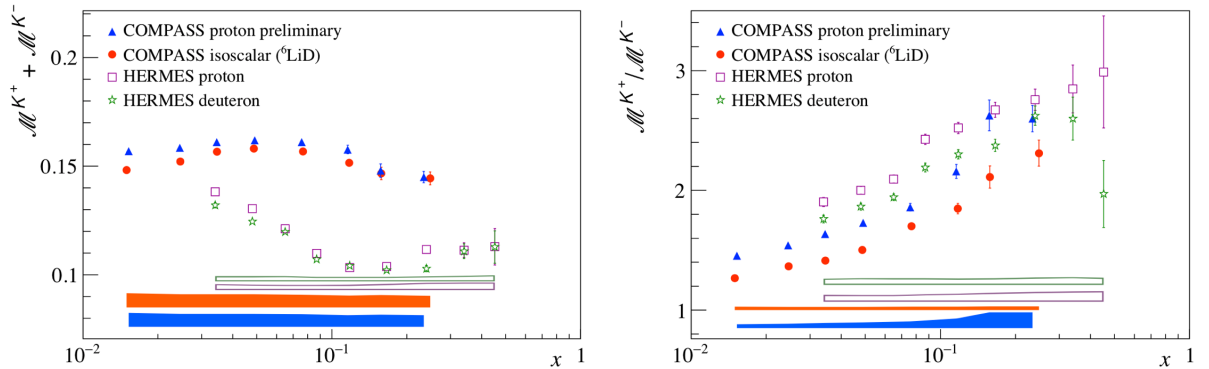 ℳ^{K⁺} + ℳ^{K⁻}
COMPASS proton preliminary
COMPASS isoscalar (⁶LiD)
HERMES proton
HERMES deuteron
0.2
0.15
0.1
10⁻²
10⁻¹
1
x
ℳ^{K⁺}/ℳ^{K⁻}
COMPASS proton preliminary
COMPASS isoscalar (⁶LiD)
HERMES proton
HERMES deuteron
3
2
1
10⁻²
10⁻¹
1
x